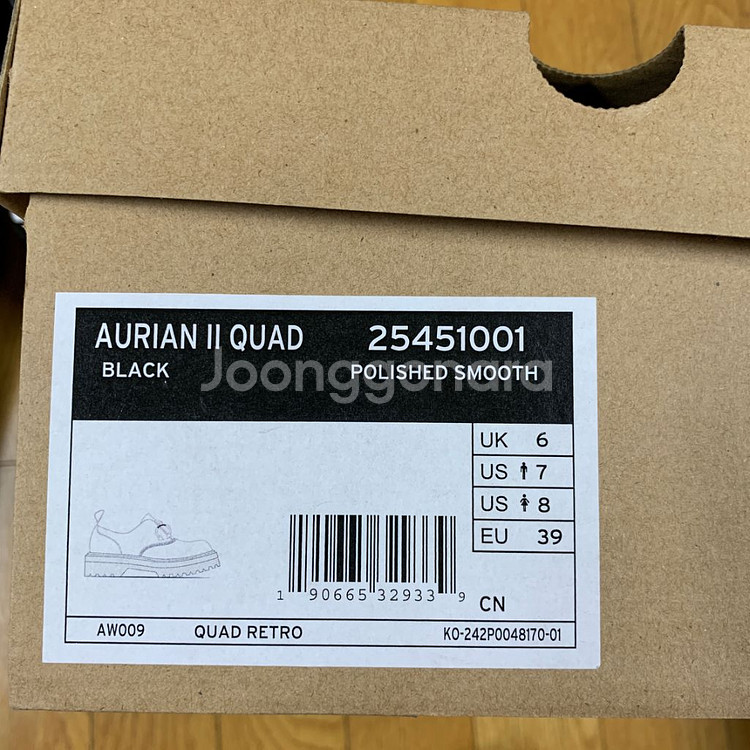 AURIAN II QUAD 25451001
BLACK POLISHED SMOOTH
Joonggonara
UK 6
US 7
US 8
EU 39
1 90665 32933 9
CN
AW009 QUAD RETRO KO-242P0048170-01